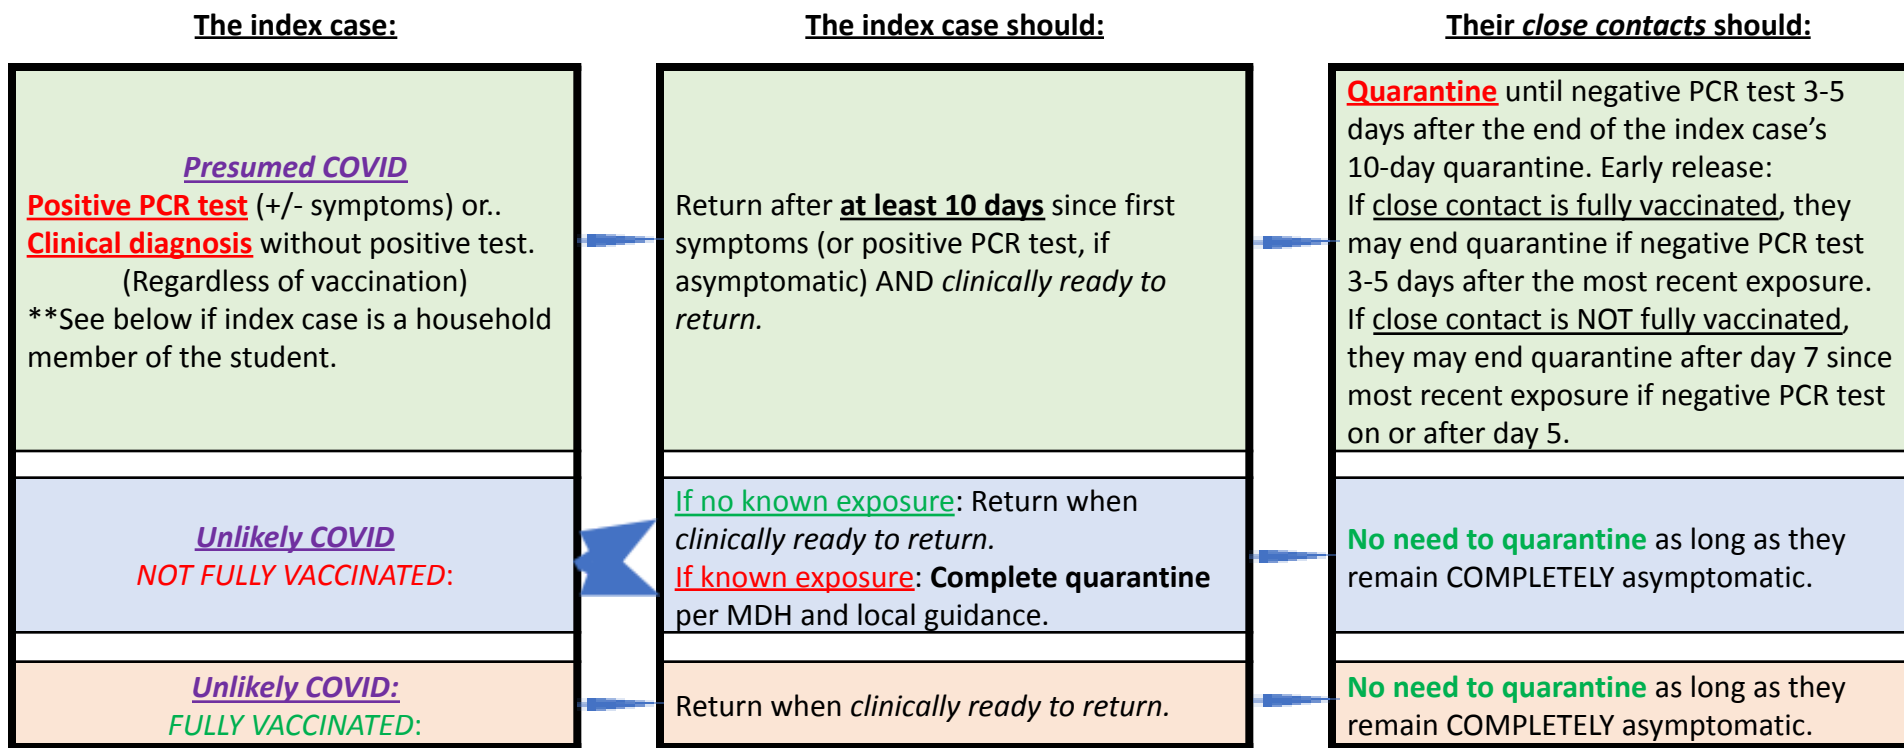 The index case:
The index case should:
Their close contacts should:
Presumed COVID
Positive PCR test (+/- symptoms) or..
Clinical diagnosis without positive test.
(Regardless of vaccination)
**See below if index case is a household
member of the student.
Return after at least 10 days since first
symptoms (or positive PCR test, if
asymptomatic) AND clinically ready to
return.
Quarantine until negative PCR test 3-5
days after the end of the index case’s
10-day quarantine. Early release:
If close contact is fully vaccinated, they
may end quarantine if negative PCR test
3-5 days after the most recent exposure.
If close contact is NOT fully vaccinated,
they may end quarantine after day 7 since
most recent exposure if negative PCR test
on or after day 5.
Unlikely COVID
NOT FULLY VACCINATED:
If no known exposure: Return when
clinically ready to return.
If known exposure: Complete quarantine
per MDH and local guidance.
No need to quarantine as long as they
remain COMPLETELY asymptomatic.
Unlikely COVID:
FULLY VACCINATED:
Return when clinically ready to return.
No need to quarantine as long as they
remain COMPLETELY asymptomatic.